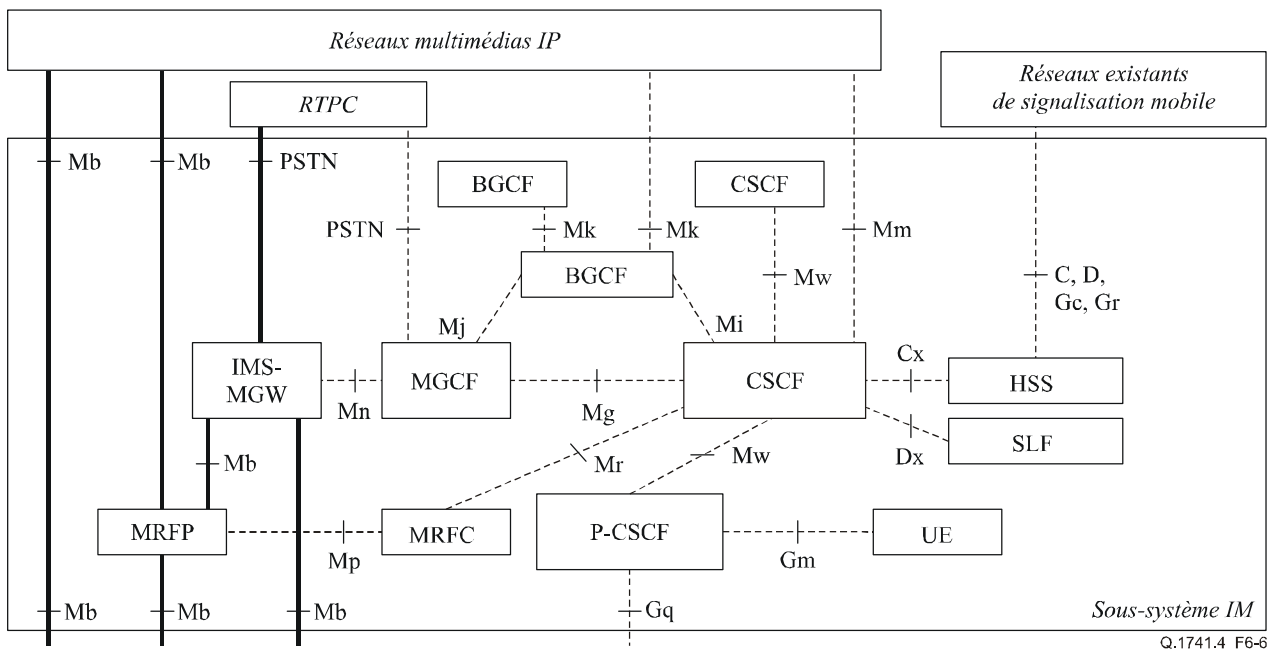 Réseaux multimédias IP
Réseaux existants
de signalisation mobile
RTPC
Mb
Mb
PSTN
BGCF
CSCF
PSTN
Mk
Mk
Mm
BGCF
Mw
C, D,
Gc, Gr
Mj
Mi
IMS-
MGW
Mn
MGCF
Mg
CSCF
Cx
HSS
Dx
SLF
Mb
Mr
Mw
MRFP
Mp
MRFC
P-CSCF
Gm
UE
Mb
Mb
Mb
Gq
Sous-système IM
Q.1741.4_F6-6